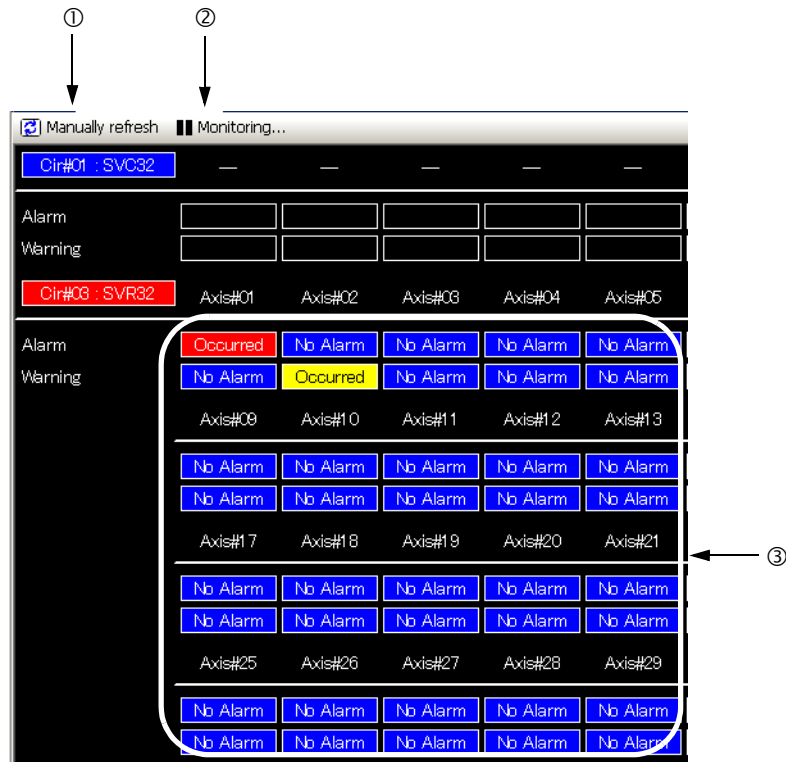 ① ②
Manually refresh Monitoring...
Cir#01 : SVC32 — — — — —
Alarm
Warning
Cir#03 : SVR32 Axis#01 Axis#02 Axis#03 Axis#04 Axis#05
Alarm Occurred No Alarm No Alarm No Alarm No Alarm
Warning No Alarm Occurred No Alarm No Alarm No Alarm
Axis#09 Axis#10 Axis#11 Axis#12 Axis#13
No Alarm No Alarm No Alarm No Alarm No Alarm
No Alarm No Alarm No Alarm No Alarm No Alarm
Axis#17 Axis#18 Axis#19 Axis#20 Axis#21
③
No Alarm No Alarm No Alarm No Alarm No Alarm
No Alarm No Alarm No Alarm No Alarm No Alarm
Axis#25 Axis#26 Axis#27 Axis#28 Axis#29
No Alarm No Alarm No Alarm No Alarm No Alarm
No Alarm No Alarm No Alarm No Alarm No Alarm